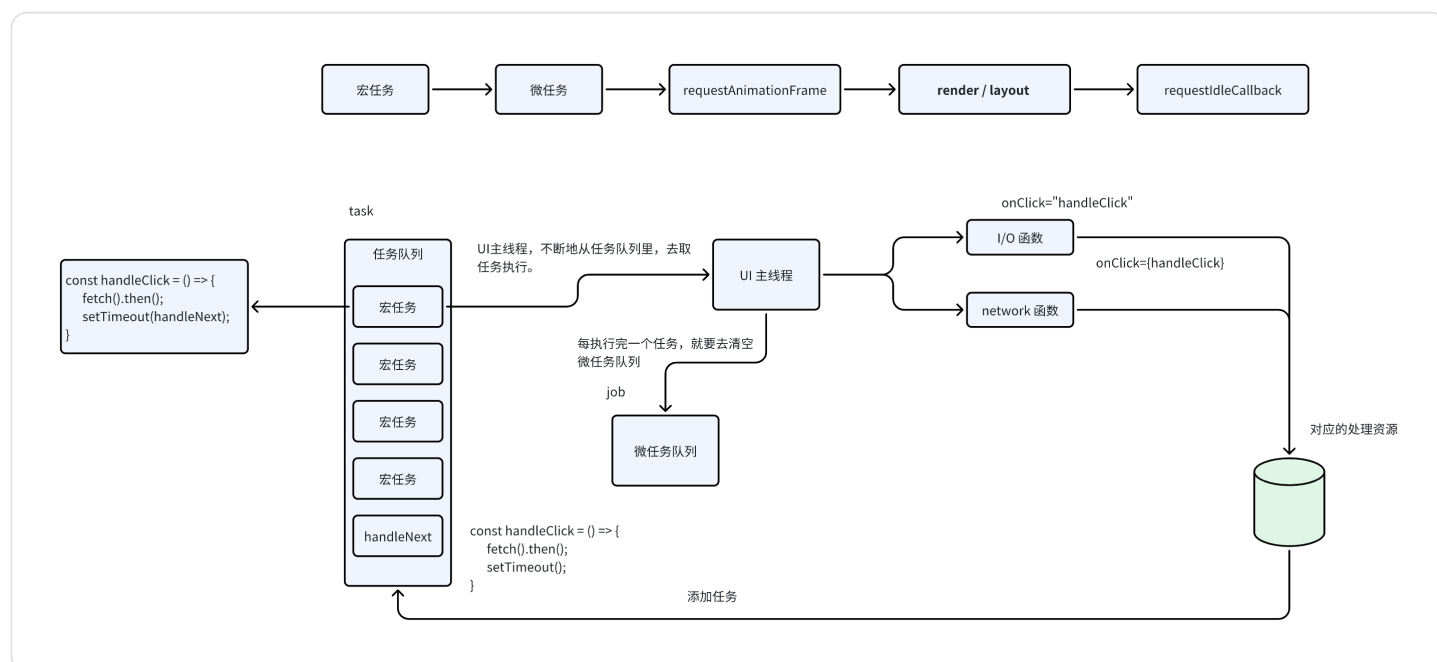 宏任务
微任务
requestAnimationFrame
render / layout
requestIdleCallback
task
任务队列
宏任务
宏任务
宏任务
宏任务
handleNext
const handleClick = () => {
fetch().then();
setTimeout(handleNext);
}
UI主线程，不断地从任务队列里，去取
任务执行。
UI 主线程
每执行完一个任务，就要去清空
微任务队列
job
微任务队列
onClick="handleClick"
I/O 函数
onClick={handleClick}
network 函数
对应的处理资源
const handleClick = () => {
fetch().then();
setTimeout();
}
添加任务